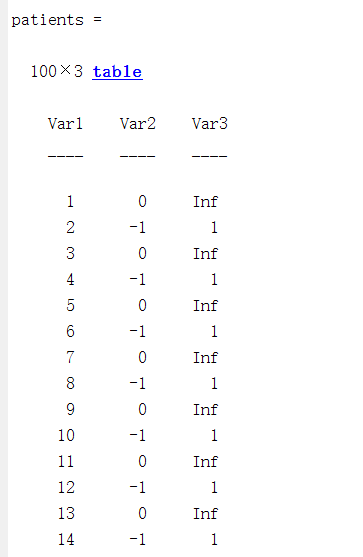 patients =
100×3 table
Var1 Var2 Var3
____ ____ ____
1 0 Inf
2 -1 1
3 0 Inf
4 -1 1
5 0 Inf
6 -1 1
7 0 Inf
8 -1 1
9 0 Inf
10 -1 1
11 0 Inf
12 -1 1
13 0 Inf
14 -1 1